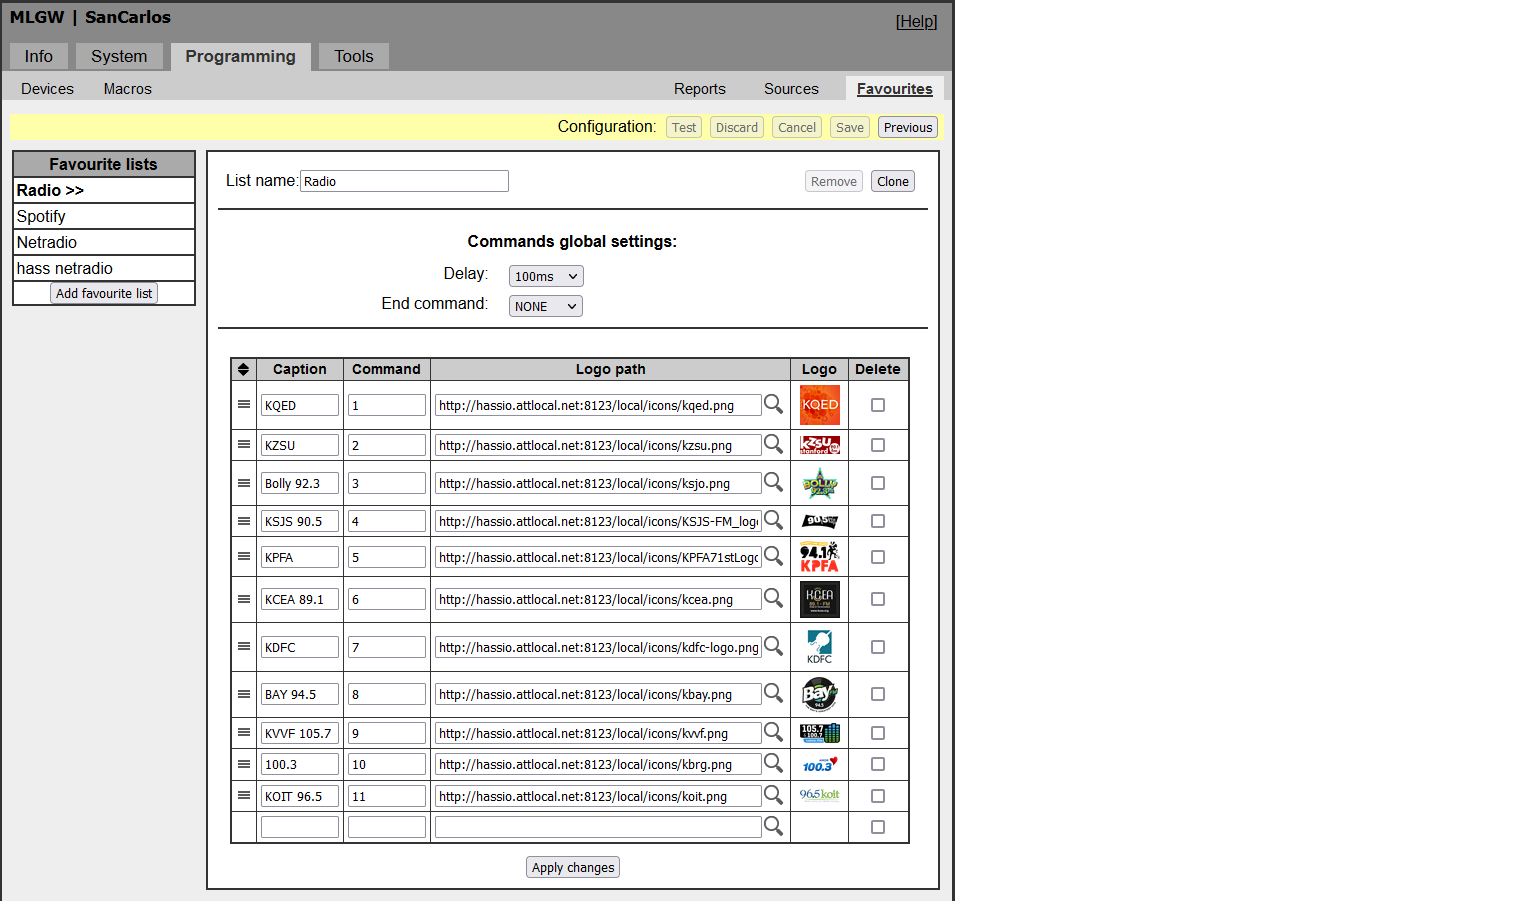 MLGW | SanCarlos
[Help]
Info System Programming Tools
Devices Macros Reports Sources Favourites
Configuration: Test Discard Cancel Save Previous
Favourite lists
Radio >>
Spotify
Netradio
hass netradio
Add favourite list
List name: Radio Remove Clone
Commands global settings:
Delay: 100ms
End command: NONE
Caption Command Logo path Logo Delete
KQED 1 http://hassio.attlocal.net:8123/local/icons/kqed.png KQED
KZSU 2 http://hassio.attlocal.net:8123/local/icons/kzsu.png KZSU stanford
Bolly 92.3 3 http://hassio.attlocal.net:8123/local/icons/ksjo.png BOLLY
KSJS 90.5 4 http://hassio.attlocal.net:8123/local/icons/KSJS-FM_log 90.5
KPFA 5 http://hassio.attlocal.net:8123/local/icons/KPFA71stLogo 94.1 KPFA
KCEA 89.1 6 http://hassio.attlocal.net:8123/local/icons/kcea.png KCEA 89.1 - FM
KDFC 7 http://hassio.attlocal.net:8123/local/icons/kdfc-logo.png KDFC
BAY 94.5 8 http://hassio.attlocal.net:8123/local/icons/kbay.png Bay 94.5
KVVF 105.7 9 http://hassio.attlocal.net:8123/local/icons/kvvf.png 105.7 100.7
100.3 10 http://hassio.attlocal.net:8123/local/icons/kbrg.png 100.3
KOIT 96.5 11 http://hassio.attlocal.net:8123/local/icons/koit.png 96.5 koit
Apply changes